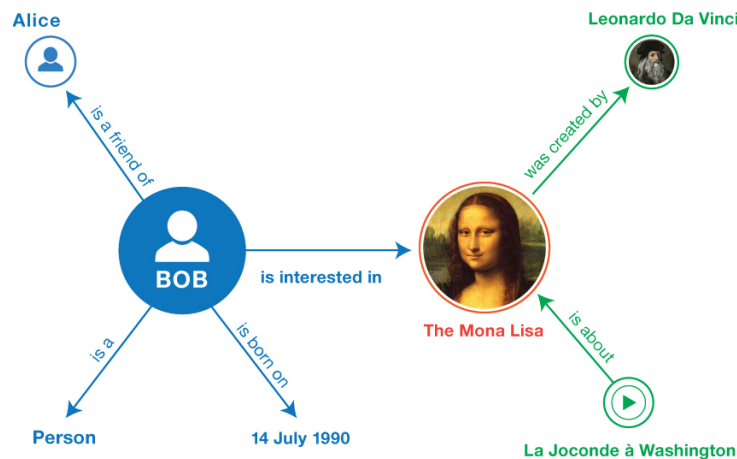 Alice
Leonardo Da Vinci
is a friend of
was created by
BOB
is interested in
The Mona Lisa
is a
is born on
is about
Person
14 July 1990
La Joconde à Washington